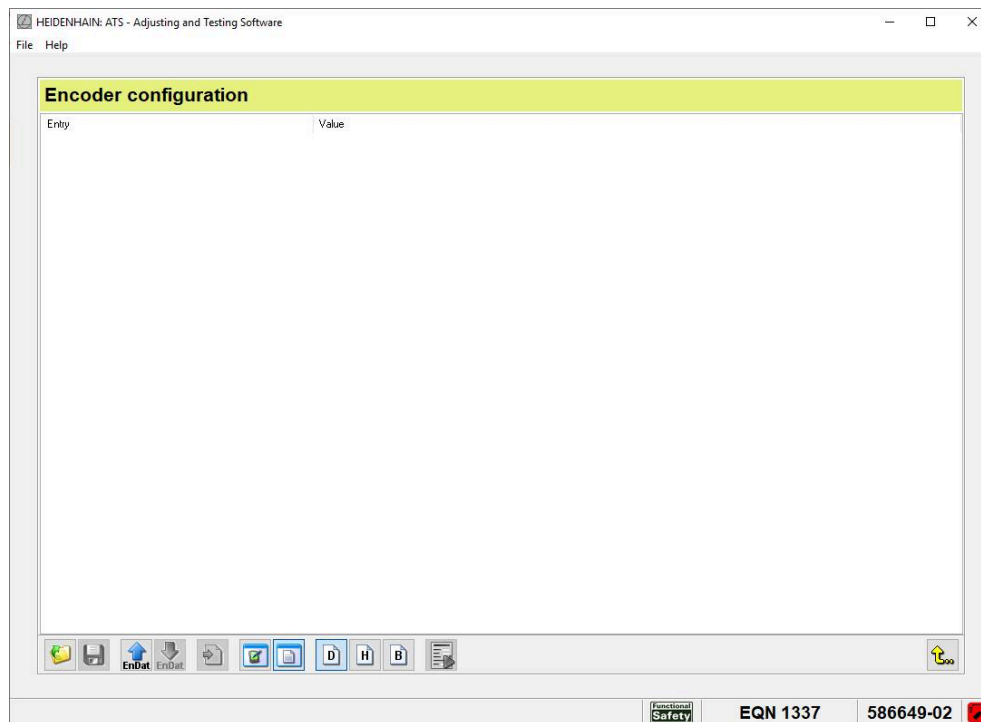 HEIDENHAIN: ATS - Adjusting and Testing Software
File Help
Encoder configuration
Entry Value
EnDat EnDat D H B
Functional Safety EQN 1337 586649-02